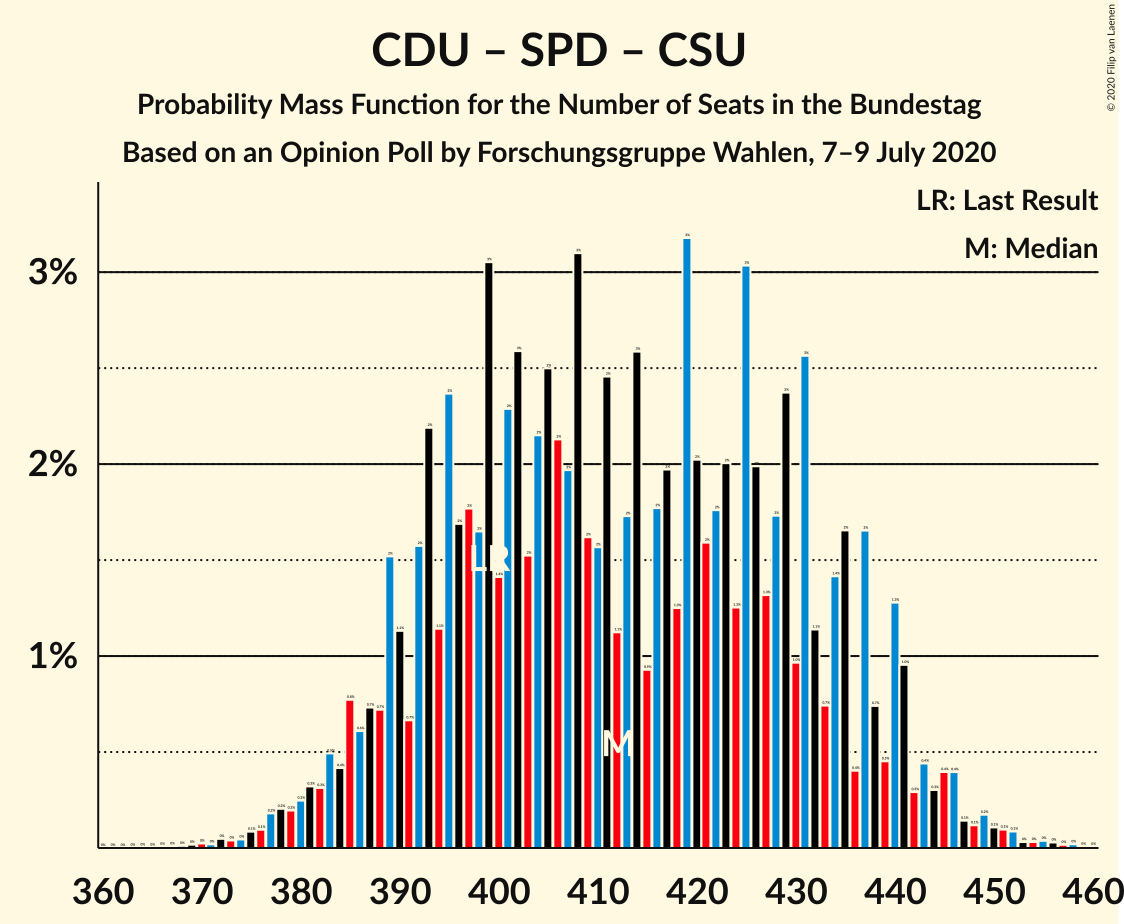 CDU – SPD – CSU
Probability Mass Function for the Number of Seats in the Bundestag
Based on an Opinion Poll by Forschungsgruppe Wahlen, 7–9 July 2020
© 2020 Filip van Laenen
LR: Last Result
M: Median
3%
2%
1%
LR
M
360 370 380 390 400 410 420 430 440 450 460